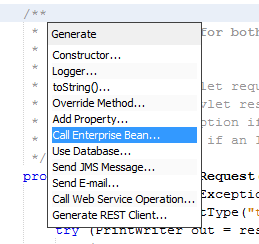 /**
* for both
Generate
*
Constructor...
* Logger...
* toString()... let requ
* Override Method... vlet res
* Add Property... ption if
* Call Enterprise Bean... if an I
*/ Use Database...
Send JMS Message...
pro Send E-mail... Request(
Call Web Service Operation... Exception
Generate REST Client... tType("t
try (PrintWriter out = res